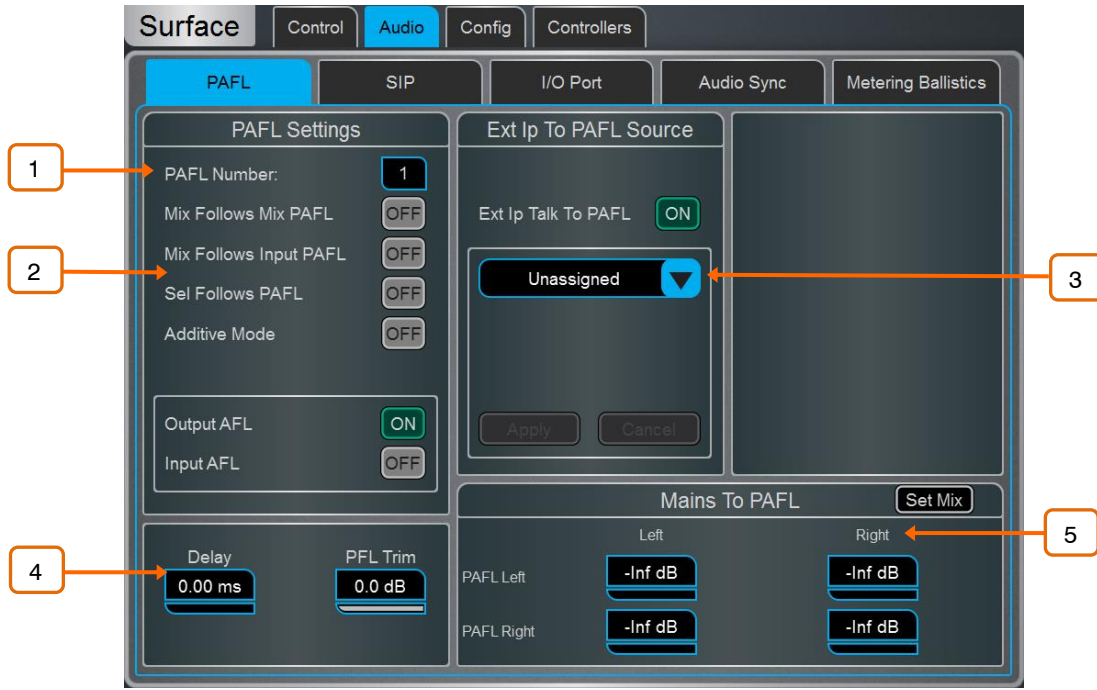 Surface Control Audio Config Controllers
PAFL SIP I/O Port Audio Sync Metering Ballistics
PAFL Settings
1
PAFL Number: 1
Mix Follows Mix PAFL OFF
2
Mix Follows Input PAFL OFF
Sel Follows PAFL OFF
Additive Mode OFF
Output AFL ON
Input AFL OFF
4
Delay PFL Trim
0.00 ms 0.0 dB
Ext Ip To PAFL Source
Ext Ip Talk To PAFL ON
Unassigned
3
Apply Cancel
Mains To PAFL Set Mix
Left Right
5
PAFL Left -Inf dB -Inf dB
PAFL Right -Inf dB -Inf dB